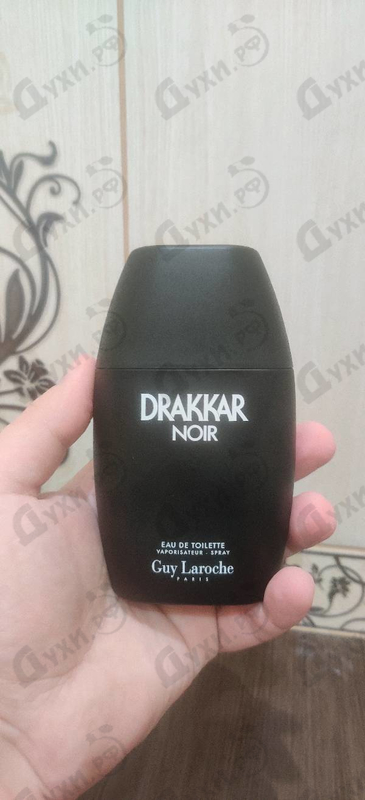 DRAKKAR
NOIR
EAU DE TOILETTE
VAPORISATEUR - SPRAY
Guy Laroche
PARIS
Духи.РФ